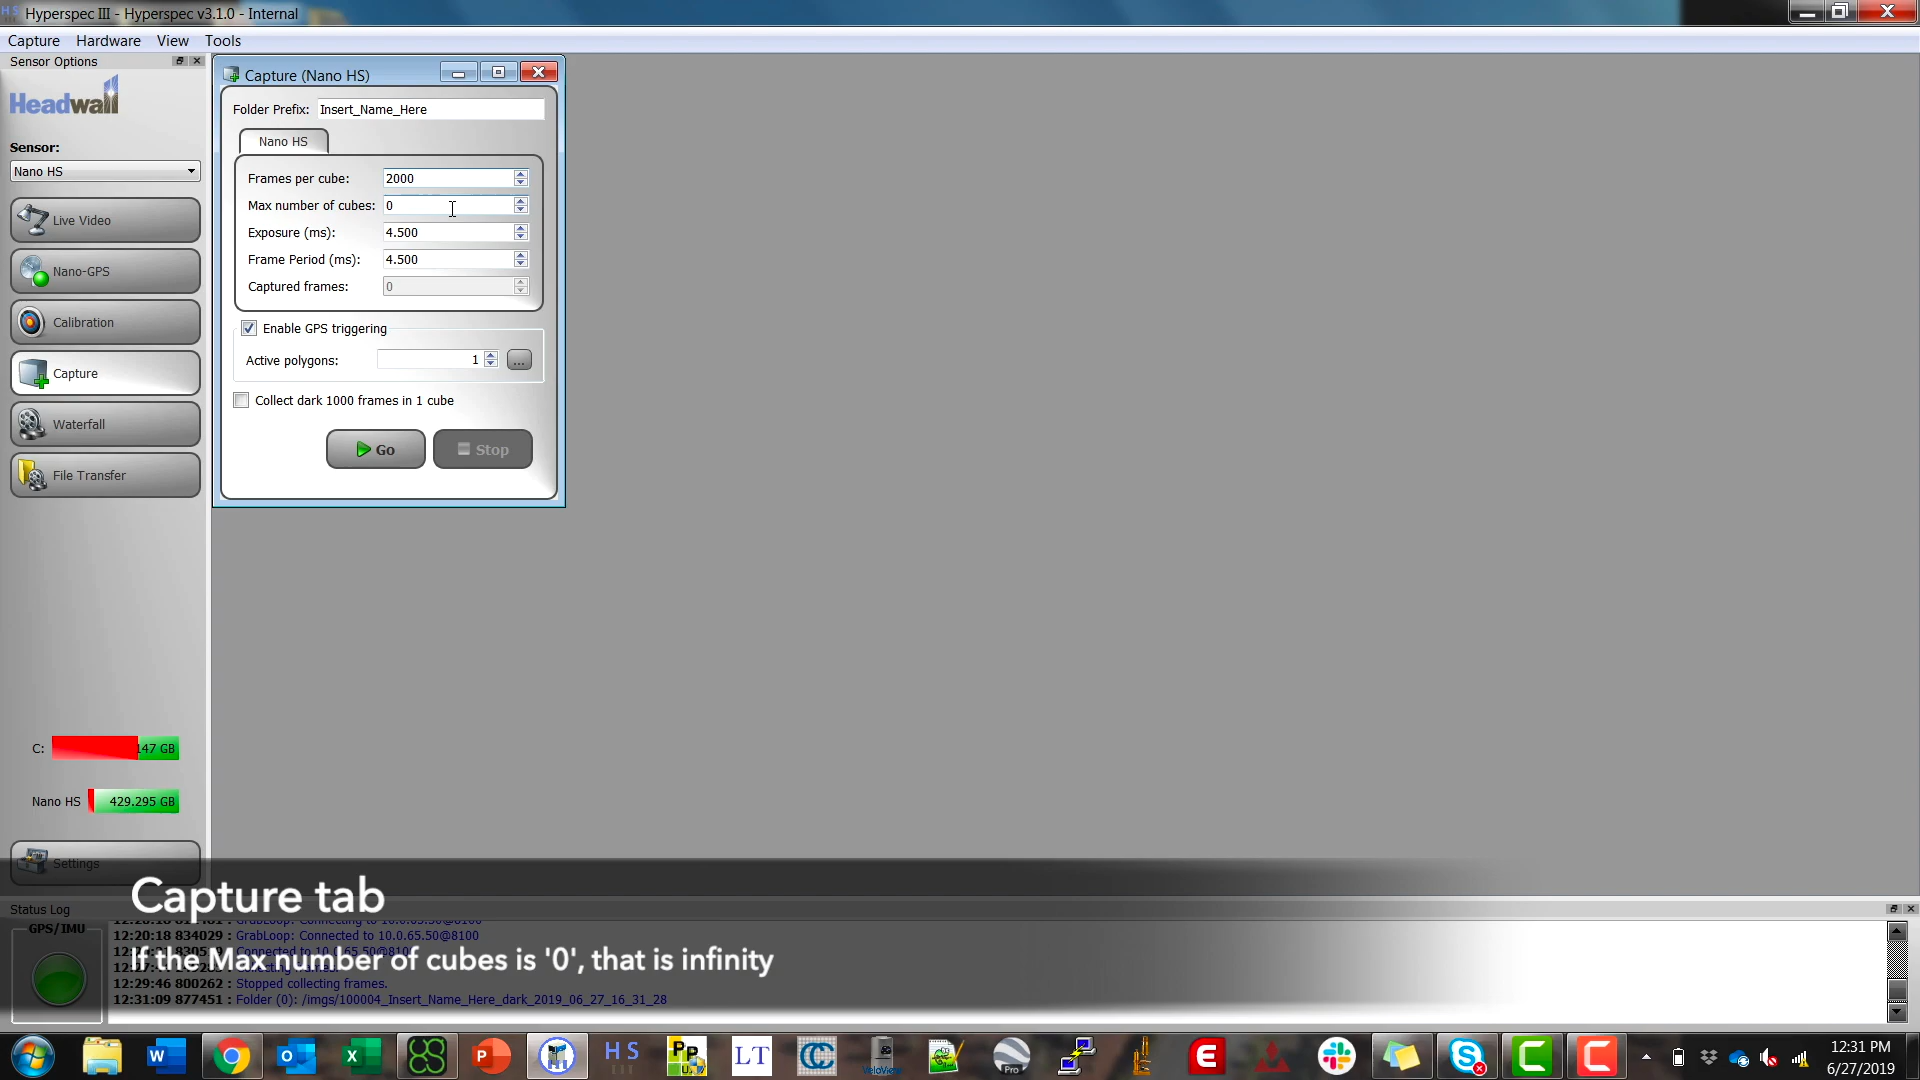 Hyperspec III - Hyperspec v3.1.0 - Internal
Capture Hardware View Tools
Sensor Options
Headwall
Sensor:
Nano HS
Live Video
Nano-GPS
Calibration
Capture
Waterfall
File Transfer
C: 147 GB
Nano HS 429.295 GB
Settings
Capture (Nano HS)
Folder Prefix: Insert_Name_Here
Nano HS
Frames per cube: 2000
Max number of cubes: 0
Exposure (ms): 4.500
Frame Period (ms): 4.500
Captured frames: 0
Enable GPS triggering
Active polygons: 1 ...
Collect dark 1000 frames in 1 cube
Go Stop
Capture tab
If the Max number of cubes is '0', that is infinity
Status Log
GPS/IMU
12:20:18 834029 : GrabLoop: Connected to 10.0.65.50@8100
12:29:46 800262 : Stopped collecting frames.
12:31:09 877451 : Folder (0): /imgs/100004_Insert_Name_Here_dark_2019_06_27_16_31_28
H S
LT
VeloView
Pro
12:31 PM
6/27/2019